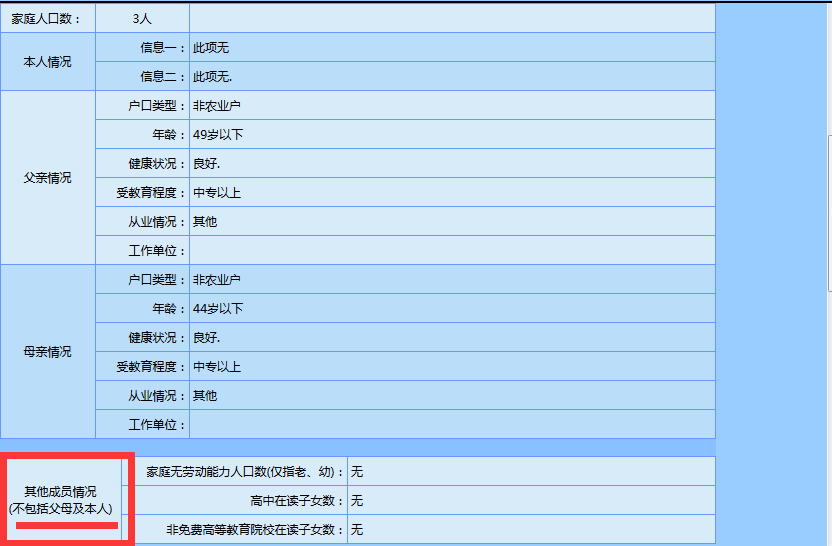 家庭人口数： 3人
本人情况
信息一： 此项无
信息二： 此项无.
父亲情况
户口类型： 非农业户
年龄： 49岁以下
健康状况： 良好.
受教育程度： 中专以上
从业情况： 其他
工作单位：
母亲情况
户口类型： 非农业户
年龄： 44岁以下
健康状况： 良好.
受教育程度： 中专以上
从业情况： 其他
工作单位：
其他成员情况
(不包括父母及本人)
家庭无劳动能力人口数(仅指老、幼)： 无
高中在读子女数： 无
非免费高等教育院校在读子女数： 无